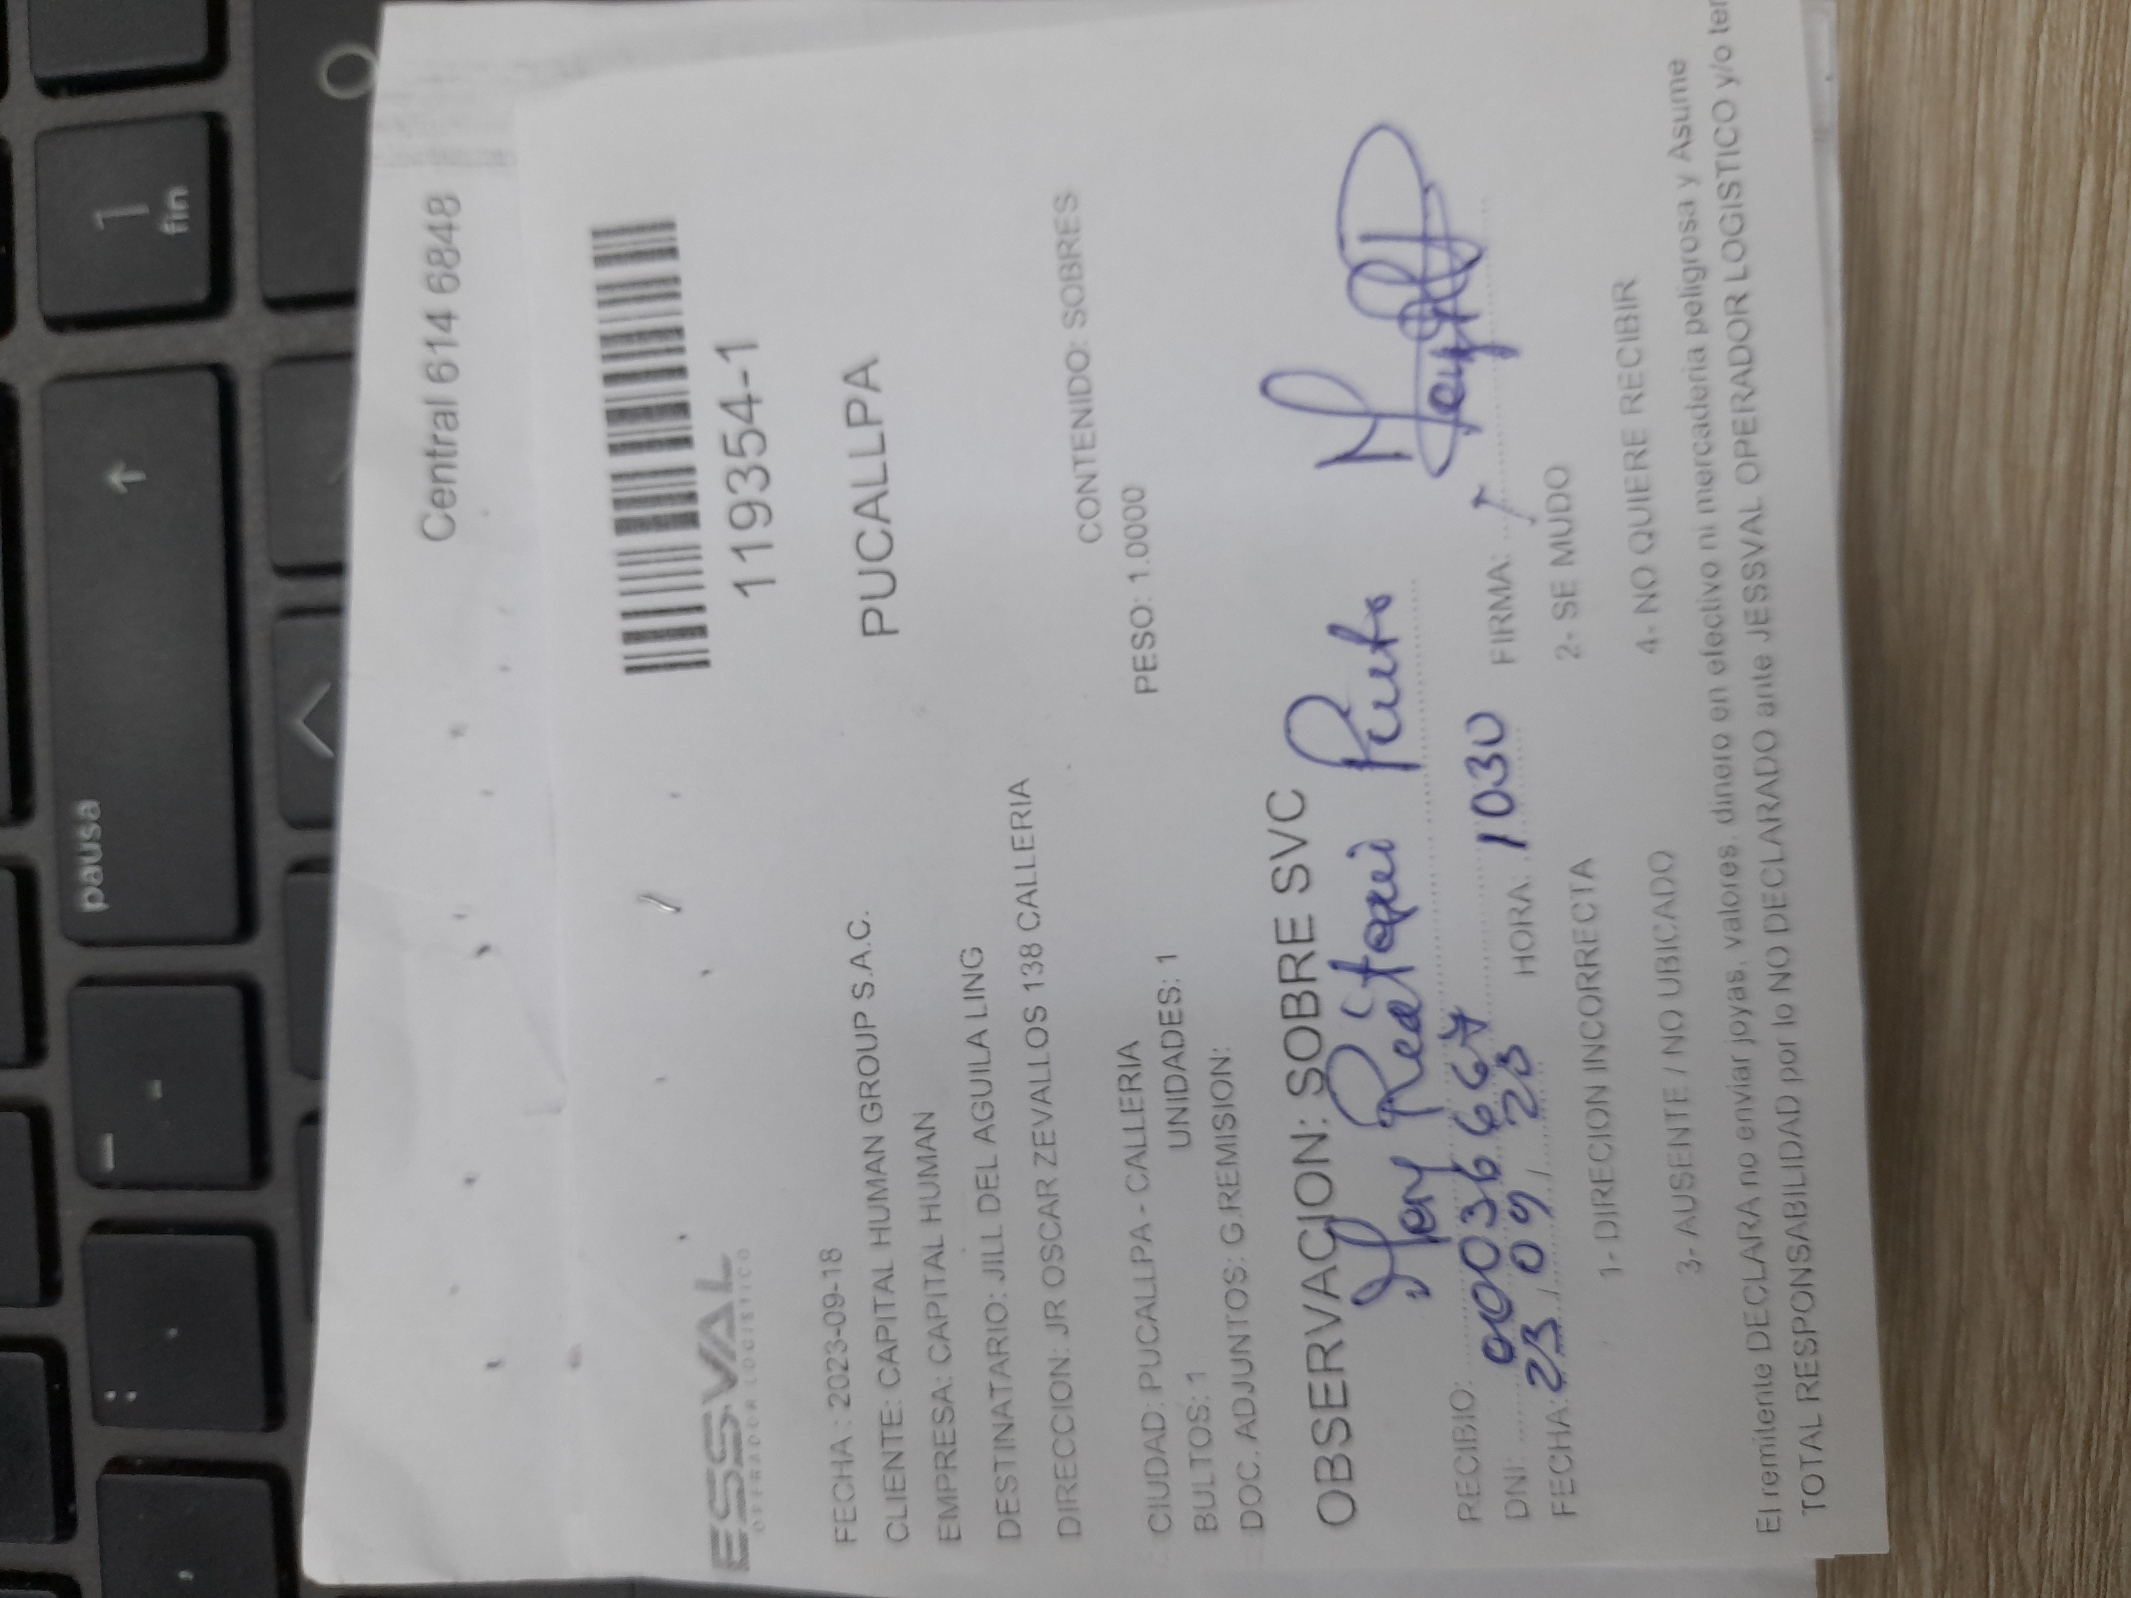 pausa
1
fin
Central 614 6848
119354-1
ESSVAL
OPERADOR LOGISTICO
FECHA : 2023-09-18
CLIENTE: CAPITAL HUMAN GROUP S.A.C.
PUCALLPA
EMPRESA: CAPITAL HUMAN
DESTINATARIO: JILL DEL AGUILA LING
DIRECCION: JR OSCAR ZEVALLOS 138 CALLERIA
CONTENIDO: SOBRES
CIUDAD: PUCALLPA - CALLERIA
PESO: 1.0000
BULTOS: 1 UNIDADES: 1
DOC. ADJUNTOS: G.REMISION:
OBSERVACION: SOBRE SVC
RECIBIO: Mery Reátegui Pinto
DNI: 00036667
FECHA: 23 / 09 / 23 HORA: 1030 FIRMA:
1- DIRECION INCORRECTA 2- SE MUDO
3- AUSENTE / NO UBICADO 4- NO QUIERE RECIBIR
El remitente DECLARA no enviar joyas, valores, dinero en efectivo ni mercaderia peligrosa y Asume
TOTAL RESPONSABILIDAD por lo NO DECLARADO ante JESSVAL OPERADOR LOGISTICO y/o ter